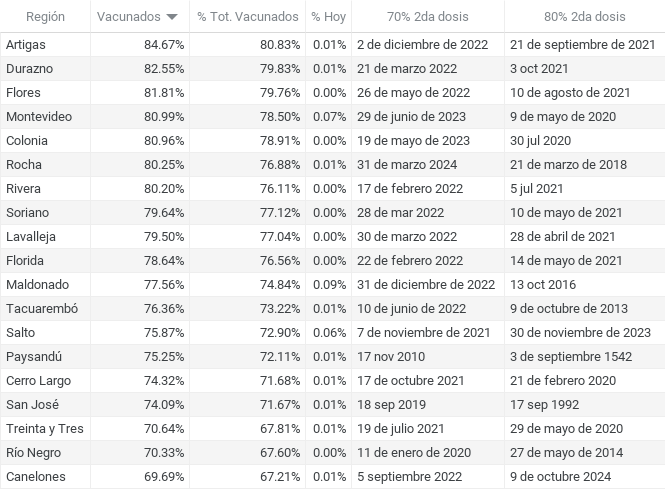 Región Vacunados % Tot. Vacunados % Hoy 70% 2da dosis 80% 2da dosis
Artigas 84.67% 80.83% 0.01% 2 de diciembre de 2022 21 de septiembre de 2021
Durazno 82.55% 79.83% 0.01% 21 de marzo 2022 3 oct 2021
Flores 81.81% 79.76% 0.00% 26 de mayo de 2022 10 de agosto de 2021
Montevideo 80.99% 78.50% 0.07% 29 de junio de 2023 9 de mayo de 2020
Colonia 80.96% 78.91% 0.00% 19 de mayo de 2023 30 jul 2020
Rocha 80.25% 76.88% 0.01% 31 de marzo 2024 21 de marzo de 2018
Rivera 80.20% 76.11% 0.00% 17 de febrero 2022 5 jul 2021
Soriano 79.64% 77.12% 0.00% 28 de mar 2022 10 de mayo de 2021
Lavalleja 79.50% 77.04% 0.00% 30 de marzo 2022 28 de abril de 2021
Florida 78.64% 76.56% 0.00% 22 de febrero 2022 14 de mayo de 2021
Maldonado 77.56% 74.84% 0.09% 31 de diciembre de 2022 13 oct 2016
Tacuarembó 76.36% 73.22% 0.01% 10 de junio de 2022 9 de octubre de 2013
Salto 75.87% 72.90% 0.06% 7 de noviembre de 2021 30 de noviembre de 2023
Paysandú 75.25% 72.11% 0.01% 17 nov 2010 3 de septiembre 1542
Cerro Largo 74.32% 71.68% 0.01% 17 de octubre 2021 21 de febrero 2020
San José 74.09% 71.67% 0.01% 18 sep 2019 17 sep 1992
Treinta y Tres 70.64% 67.81% 0.01% 19 de julio 2021 29 de mayo de 2020
Río Negro 70.33% 67.60% 0.00% 11 de enero de 2020 27 de mayo de 2014
Canelones 69.69% 67.21% 0.01% 5 septiembre 2022 9 de octubre 2024